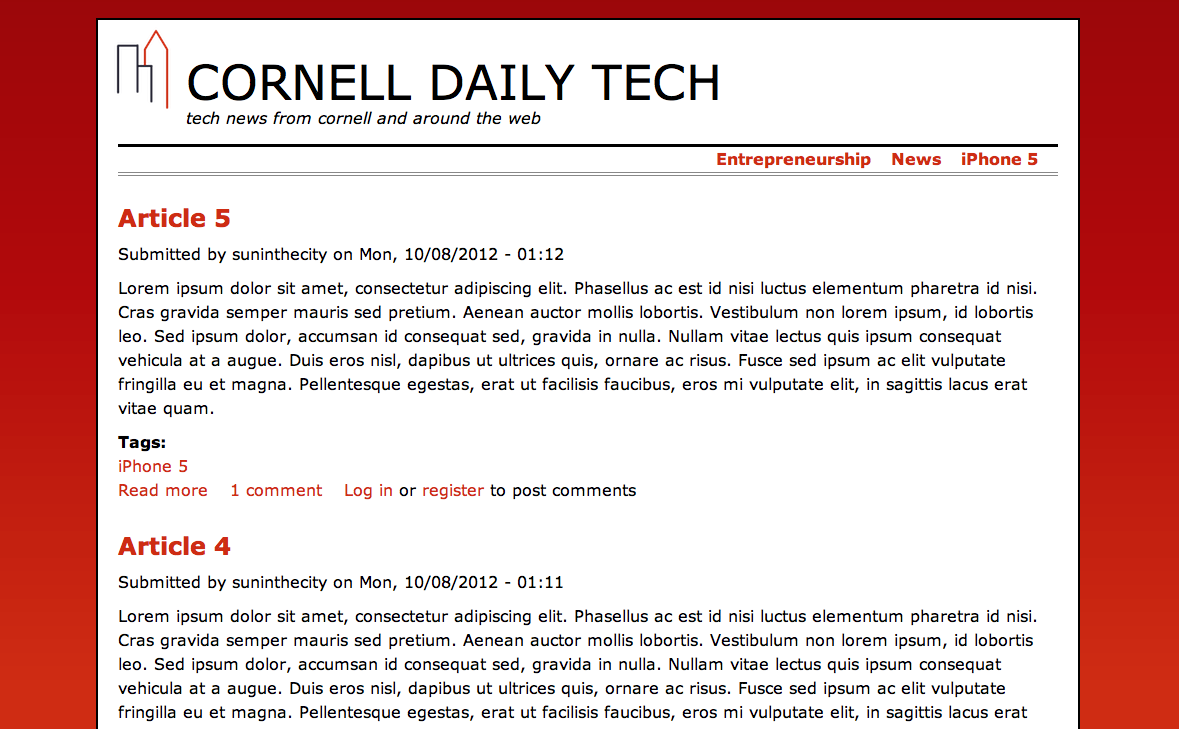 CORNELL DAILY TECH
tech news from cornell and around the web
Entrepreneurship News iPhone 5
Article 5
Submitted by suninthecity on Mon, 10/08/2012 - 01:12
Lorem ipsum dolor sit amet, consectetur adipiscing elit. Phasellus ac est id nisi luctus elementum pharetra id nisi.
Cras gravida semper mauris sed pretium. Aenean auctor mollis lobortis. Vestibulum non lorem ipsum, id lobortis
leo. Sed ipsum dolor, accumsan id consequat sed, gravida in nulla. Nullam vitae lectus quis ipsum consequat
vehicula at a augue. Duis eros nisl, dapibus ut ultrices quis, ornare ac risus. Fusce sed ipsum ac elit vulputate
fringilla eu et magna. Pellentesque egestas, erat ut facilisis faucibus, eros mi vulputate elit, in sagittis lacus erat
vitae quam.
Tags:
iPhone 5
Read more 1 comment Log in or register to post comments
Article 4
Submitted by suninthecity on Mon, 10/08/2012 - 01:11
Lorem ipsum dolor sit amet, consectetur adipiscing elit. Phasellus ac est id nisi luctus elementum pharetra id nisi.
Cras gravida semper mauris sed pretium. Aenean auctor mollis lobortis. Vestibulum non lorem ipsum, id lobortis
leo. Sed ipsum dolor, accumsan id consequat sed, gravida in nulla. Nullam vitae lectus quis ipsum consequat
vehicula at a augue. Duis eros nisl, dapibus ut ultrices quis, ornare ac risus. Fusce sed ipsum ac elit vulputate
fringilla eu et magna. Pellentesque egestas, erat ut facilisis faucibus, eros mi vulputate elit, in sagittis lacus erat